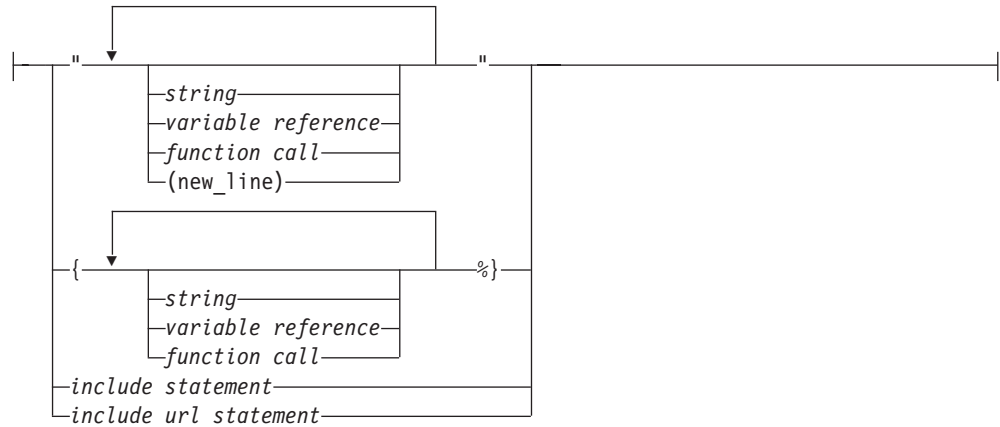 " "
string
variable reference
function call
(new_line)
{ %}
string
variable reference
function call
include statement
include url statement